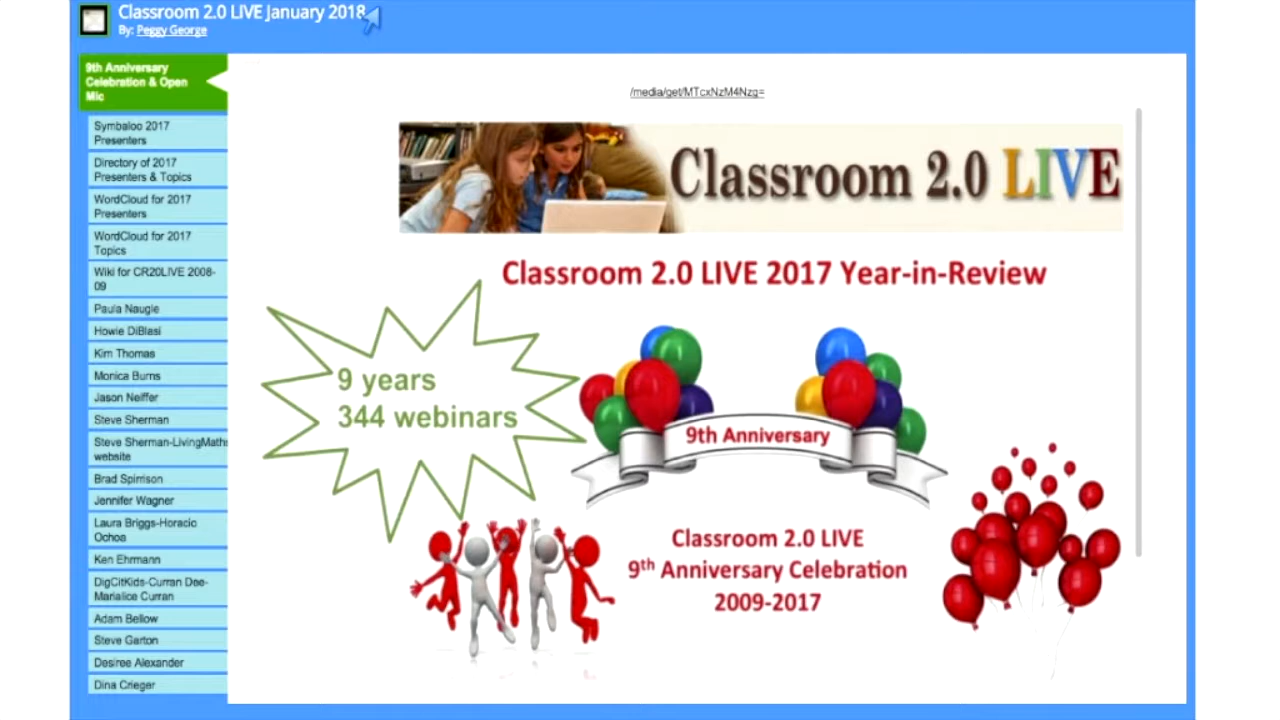 Classroom 2.0 LIVE January 2018
By: Peggy George
9th Anniversary
Celebration & Open
Mic
Symbaloo 2017
Presenters
Directory of 2017
Presenters & Topics
WordCloud for 2017
Presenters
WordCloud for 2017
Topics
Wiki for CR20LIVE 2008-
09
Paula Naugle
Howie DiBlasi
Kim Thomas
Monica Burns
Jason Neiffer
Steve Sherman
Steve Sherman-LivingMaths
website
Brad Spirrison
Jennifer Wagner
Laura Briggs-Horacio
Ochoa
Ken Ehrmann
DigCitKids-Curran Dee-
Marialice Curran
Adam Bellow
Steve Garton
Desiree Alexander
Dina Crieger
/media/get/MTcxNzM4Nzg=
Classroom 2.0 LIVE
Classroom 2.0 LIVE 2017 Year-in-Review
9 years
344 webinars
9th Anniversary
Classroom 2.0 LIVE
9th Anniversary Celebration
2009-2017